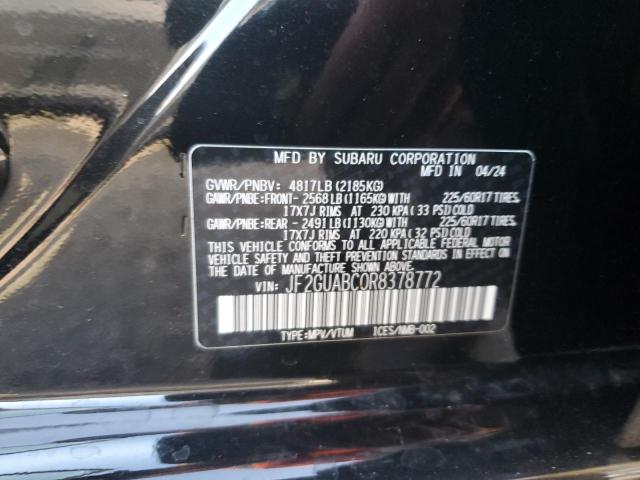 MFD BY SUBARU CORPORATION
MFD IN 04/24
GVWR/PNBV: 4817LB (2185KG)
GAWR/PNBE:FRONT- 2568 LB(1165KG)WITH 225/60R17 TIRES,
17X7J RIMS AT 230 KPA (33 PSI)COLD
GAWR/PNBE:REAR - 2491 LB(1130KG)WITH 225/60R17 TIRES,
17X7J RIMS AT 220 KPA (32 PSI)COLD
THIS VEHICLE CONFORMS TO ALL APPLICABLE FEDERAL MOTOR
VEHICLE SAFETY AND THEFT PREVENTION STANDARDS IN EFFECT
ON THE DATE OF MANUFACTURE SHOWN ABOVE.
VIN: JF2GUABC0R8378772
TYPE:MPV/VTUM ICES/NMB-002